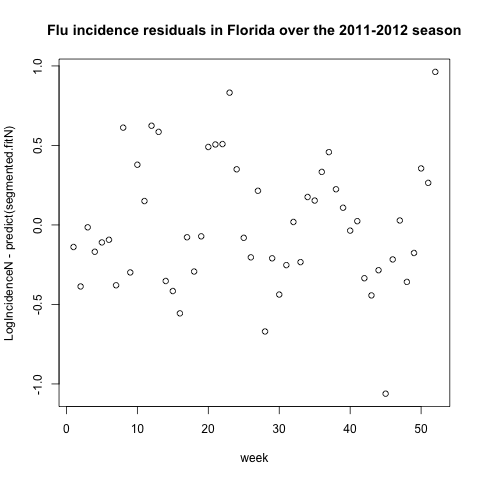 Flu incidence residuals in Florida over the 2011-2012 season
LogIncidenceN - predict(segmented.fitN)
1.0
0.5
0.0
-0.5
-1.0
0 10 20 30 40 50
week